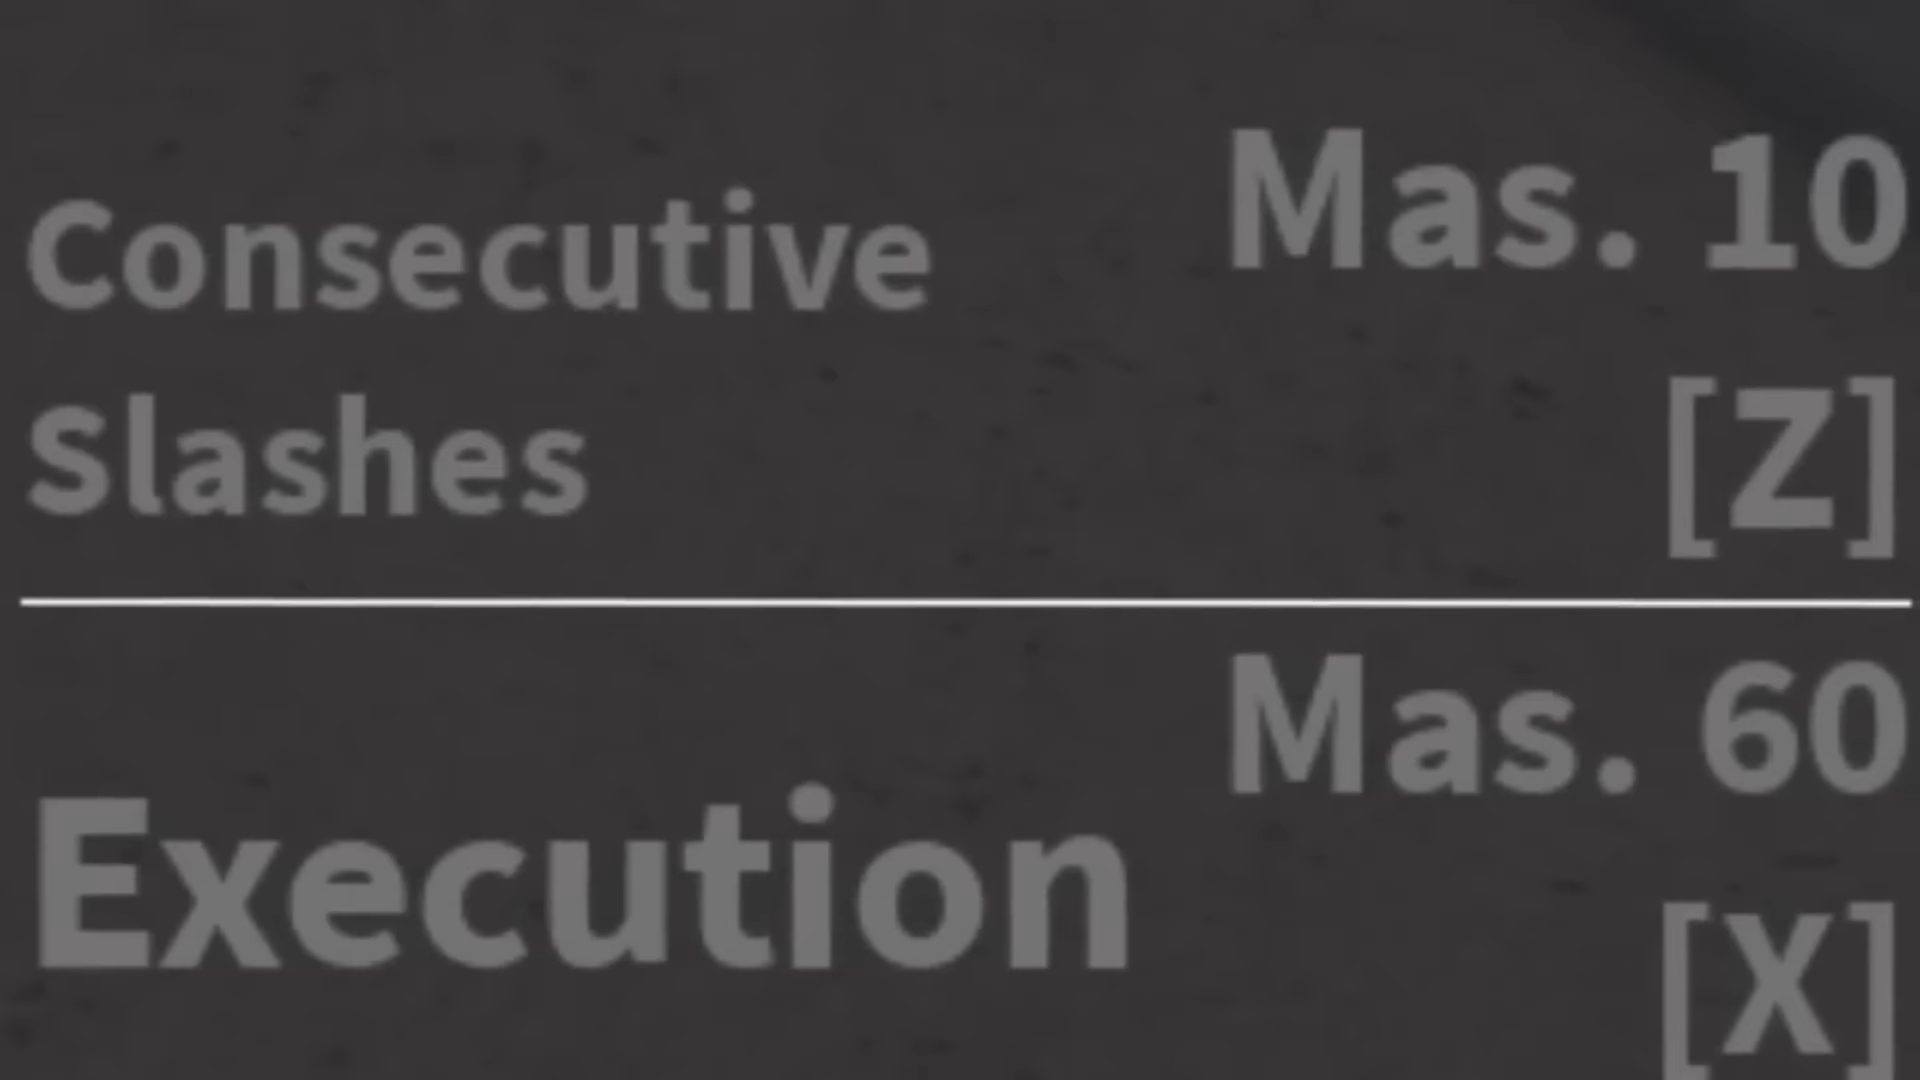 Consecutive
Slashes
Mas. 10
[Z]
Execution
Mas. 60
[X]